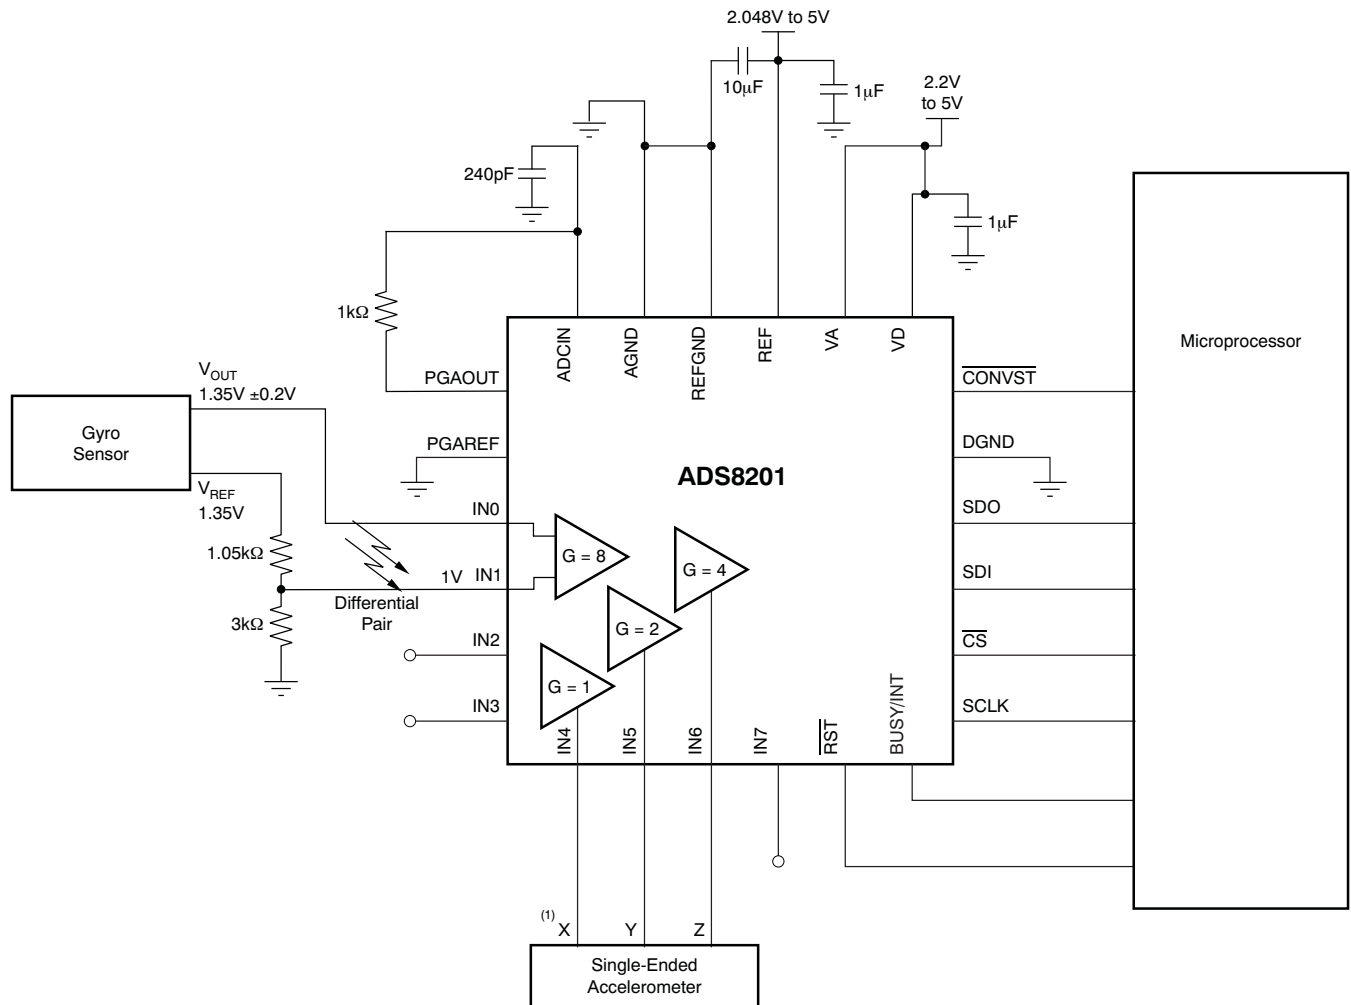 2.048V to 5V
10μF
1μF
2.2V
to 5V
240pF
1μF
1kΩ
ADCIN
AGND
REFGND
REF
VA
VD
Microprocessor
VOUT
1.35V ±0.2V
PGAOUT
CONVST
Gyro
Sensor
PGAREF
DGND
ADS8201
VREF
1.35V
IN0
SDO
1.05kΩ
G = 8
G = 4
1V
IN1
SDI
Differential
Pair
3kΩ
G = 2
IN2
CS
G = 1
IN3
SCLK
IN4
IN5
IN6
IN7
RST
BUSY/INT
(1)
X
Y
Z
Single-Ended
Accelerometer